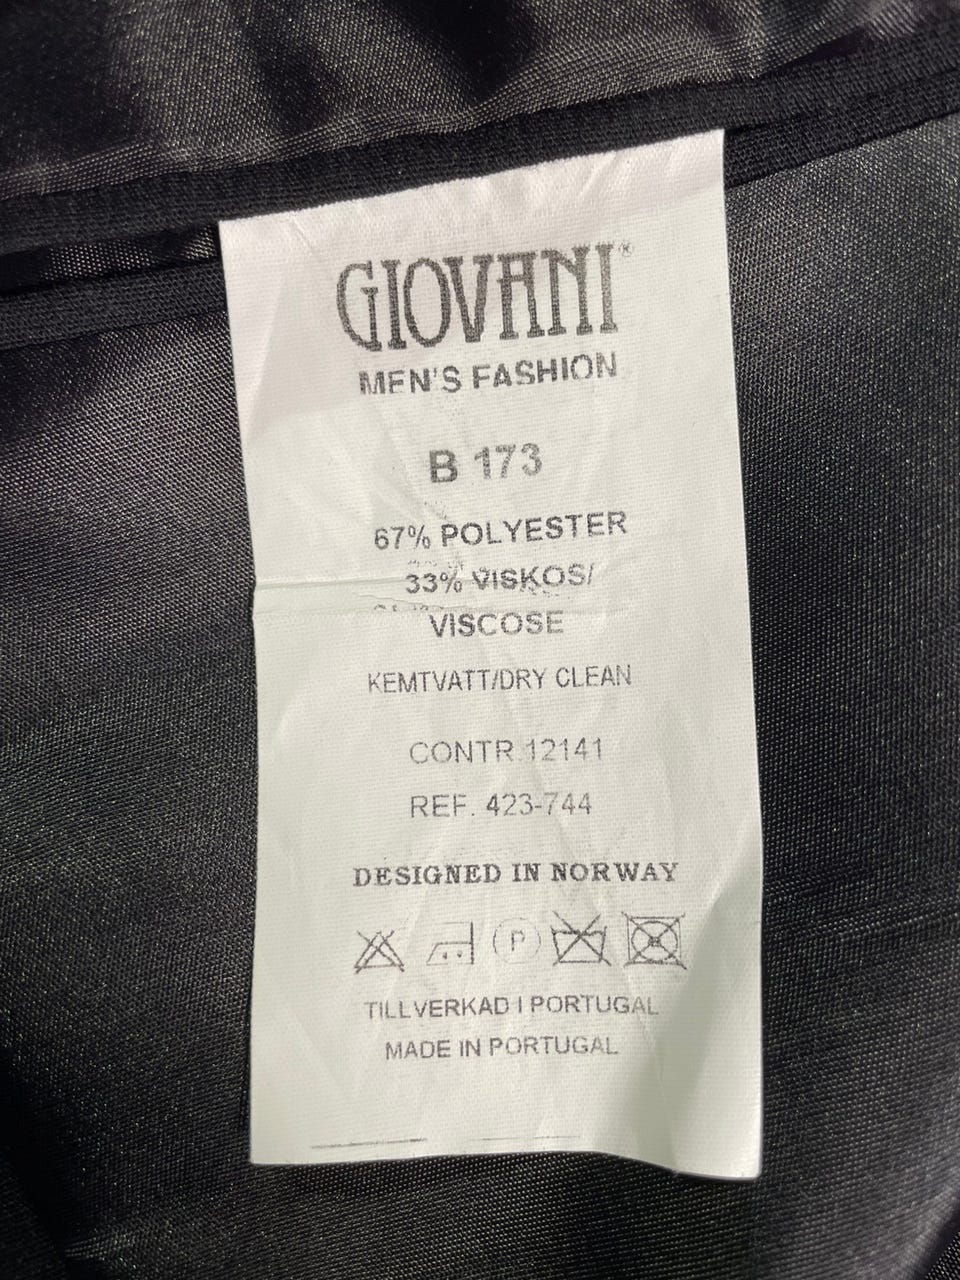 GIOVANI®
MEN'S FASHION
B 173
67% POLYESTER
33% VISKOS/
VISCOSE
KEMTVATT/DRY CLEAN
CONTR.12141
REF. 423-744
DESIGNED IN NORWAY
P
TILLVERKAD I PORTUGAL
MADE IN PORTUGAL